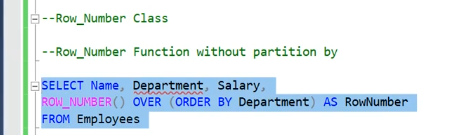 --Row_Number Class
--Row_Number Function without partition by
SELECT Name, Department, Salary,
ROW_NUMBER() OVER (ORDER BY Department) AS RowNumber
FROM Employees